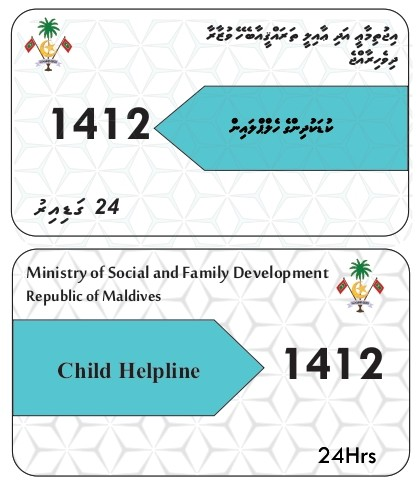 އިޖުތިމާޢީ އަދި ޢާއިލީ ތަރައްޤީއާބެހޭ ވުޒާރާ
ދިވެހިރާއްޖެ
1412
ކުޑަކުދިންގެ ހެލްޕްލައިން
24 ގަޑިއިރު
Ministry of Social and Family Development
Republic of Maldives
Child Helpline
1412
24Hrs